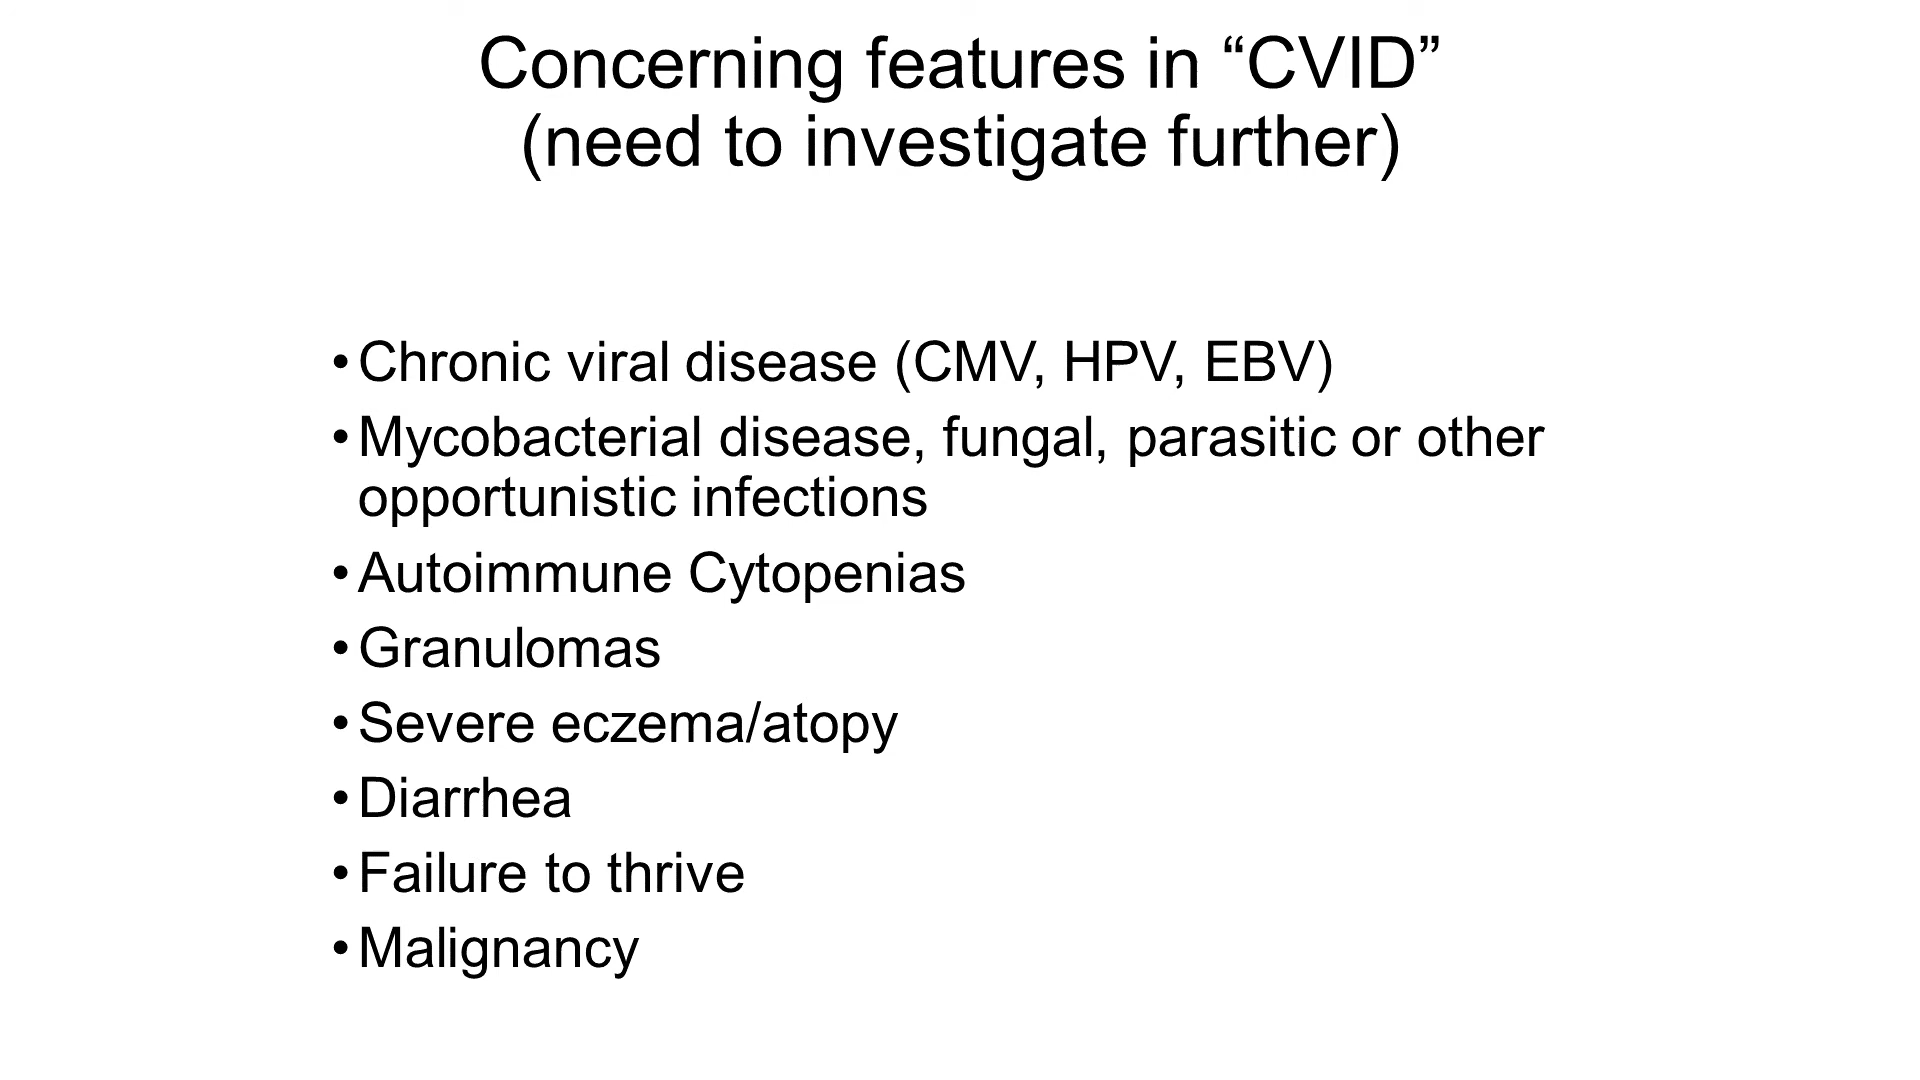 Concerning features in “CVID”
(need to investigate further)
•Chronic viral disease (CMV, HPV, EBV)
•Mycobacterial disease, fungal, parasitic or other
opportunistic infections
•Autoimmune Cytopenias
•Granulomas
•Severe eczema/atopy
•Diarrhea
•Failure to thrive
•Malignancy